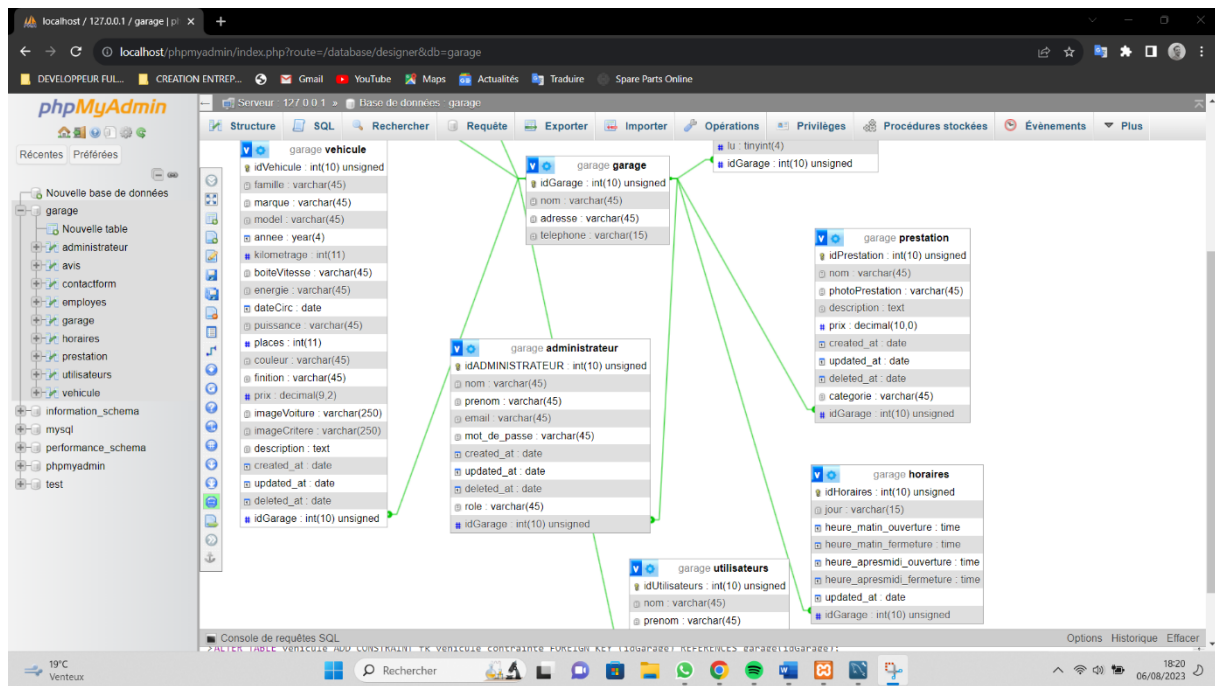 localhost / 127.0.0.1 / garage | ph
localhost/phpmyadmin/index.php?route=/database/designer&db=garage
DEVELOPPEUR FUL...
CREATION ENTREP...
Gmail
YouTube
Maps
Actualités
Traduire
Spare Parts Online
phpMyAdmin
Récentes
Préférées
Nouvelle base de données
garage
Nouvelle table
administrateur
avis
contactform
employes
garage
horaires
prestation
utilisateurs
vehicule
information_schema
mysql
performance_schema
phpmyadmin
test
Serveur : 127.0.0.1 » Base de données : garage
Structure
SQL
Rechercher
Requête
Exporter
Importer
Opérations
Privilèges
Procédures stockées
Évènements
Plus
garage vehicule
idVehicule : int(10) unsigned
famille : varchar(45)
marque : varchar(45)
model : varchar(45)
annee : year(4)
kilometrage : int(11)
boiteVitesse : varchar(45)
energie : varchar(45)
dateCirc : date
puissance : varchar(45)
places : int(11)
couleur : varchar(45)
finition : varchar(45)
prix : decimal(9,2)
imageVoiture : varchar(250)
imageCritere : varchar(250)
description : text
created_at : date
updated_at : date
deleted_at : date
idGarage : int(10) unsigned
garage garage
idGarage : int(10) unsigned
nom : varchar(45)
adresse : varchar(45)
telephone : varchar(15)
lu : tinyint(4)
idGarage : int(10) unsigned
garage administrateur
idADMINISTRATEUR : int(10) unsigned
nom : varchar(45)
prenom : varchar(45)
email : varchar(45)
mot_de_passe : varchar(45)
created_at : date
updated_at : date
deleted_at : date
role : varchar(45)
idGarage : int(10) unsigned
garage prestation
idPrestation : int(10) unsigned
nom : varchar(45)
photoPrestation : varchar(45)
description : text
prix : decimal(10,0)
created_at : date
updated_at : date
deleted_at : date
categorie : varchar(45)
idGarage : int(10) unsigned
garage horaires
idHoraires : int(10) unsigned
jour : varchar(15)
heure_matin_ouverture : time
heure_matin_fermeture : time
heure_apresmidi_ouverture : time
heure_apresmidi_fermeture : time
updated_at : date
idGarage : int(10) unsigned
garage utilisateurs
idUtilisateurs : int(10) unsigned
nom : varchar(45)
prenom : varchar(45)
Console de requêtes SQL
Options
Historique
Effacer
>ALTER TABLE vehicule ADD CONSTRAINT fk_vehicule_contrainte FOREIGN KEY (idGarage) REFERENCES garage(idGarage);
19°C
Venteux
Rechercher
18:20
06/08/2023